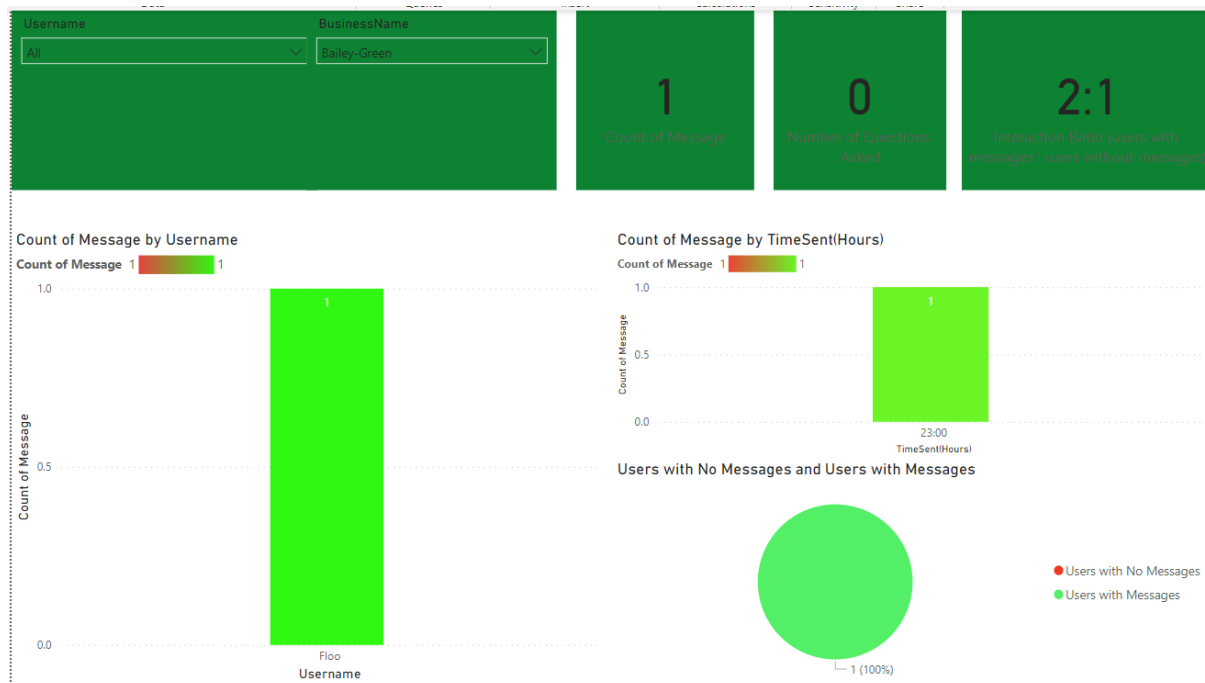 Username
BusinessName
All
Bailey-Green
1
Count of Message
0
Number of Questions
Asked
2:1
Interaction Ratio (users with
messages : users without messages)
Count of Message by Username
Count of Message 1 1
1.0
1
0.5
0.0
Count of Message
Floo
Username
Count of Message by TimeSent(Hours)
Count of Message 1 1
1.0
1
0.5
0.0
Count of Message
23:00
TimeSent(Hours)
Users with No Messages and Users with Messages
Users with No Messages
Users with Messages
1 (100%)